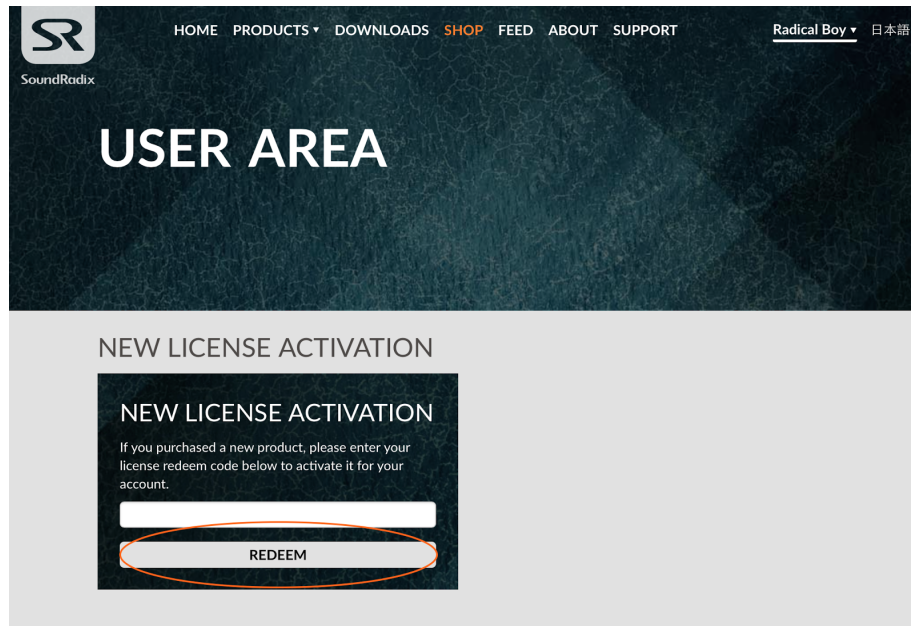 SR
SoundRadix
HOME PRODUCTS ▾ DOWNLOADS SHOP FEED ABOUT SUPPORT Radical Boy ▾ 日本語
USER AREA
NEW LICENSE ACTIVATION
NEW LICENSE ACTIVATION
If you purchased a new product, please enter your
license redeem code below to activate it for your
account.
REDEEM